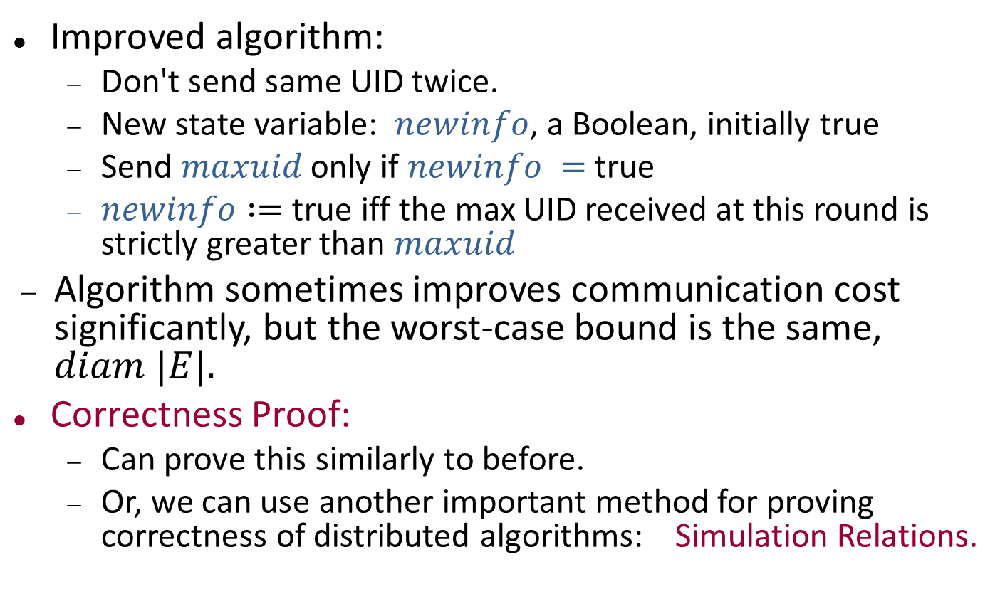 • Improved algorithm:
– Don't send same UID twice.
– New state variable: newinfo, a Boolean, initially true
– Send maxuid only if newinfo = true
– newinfo := true iff the max UID received at this round is
strictly greater than maxuid
– Algorithm sometimes improves communication cost
significantly, but the worst-case bound is the same,
diam |E|.
• Correctness Proof:
– Can prove this similarly to before.
– Or, we can use another important method for proving
correctness of distributed algorithms: Simulation Relations.